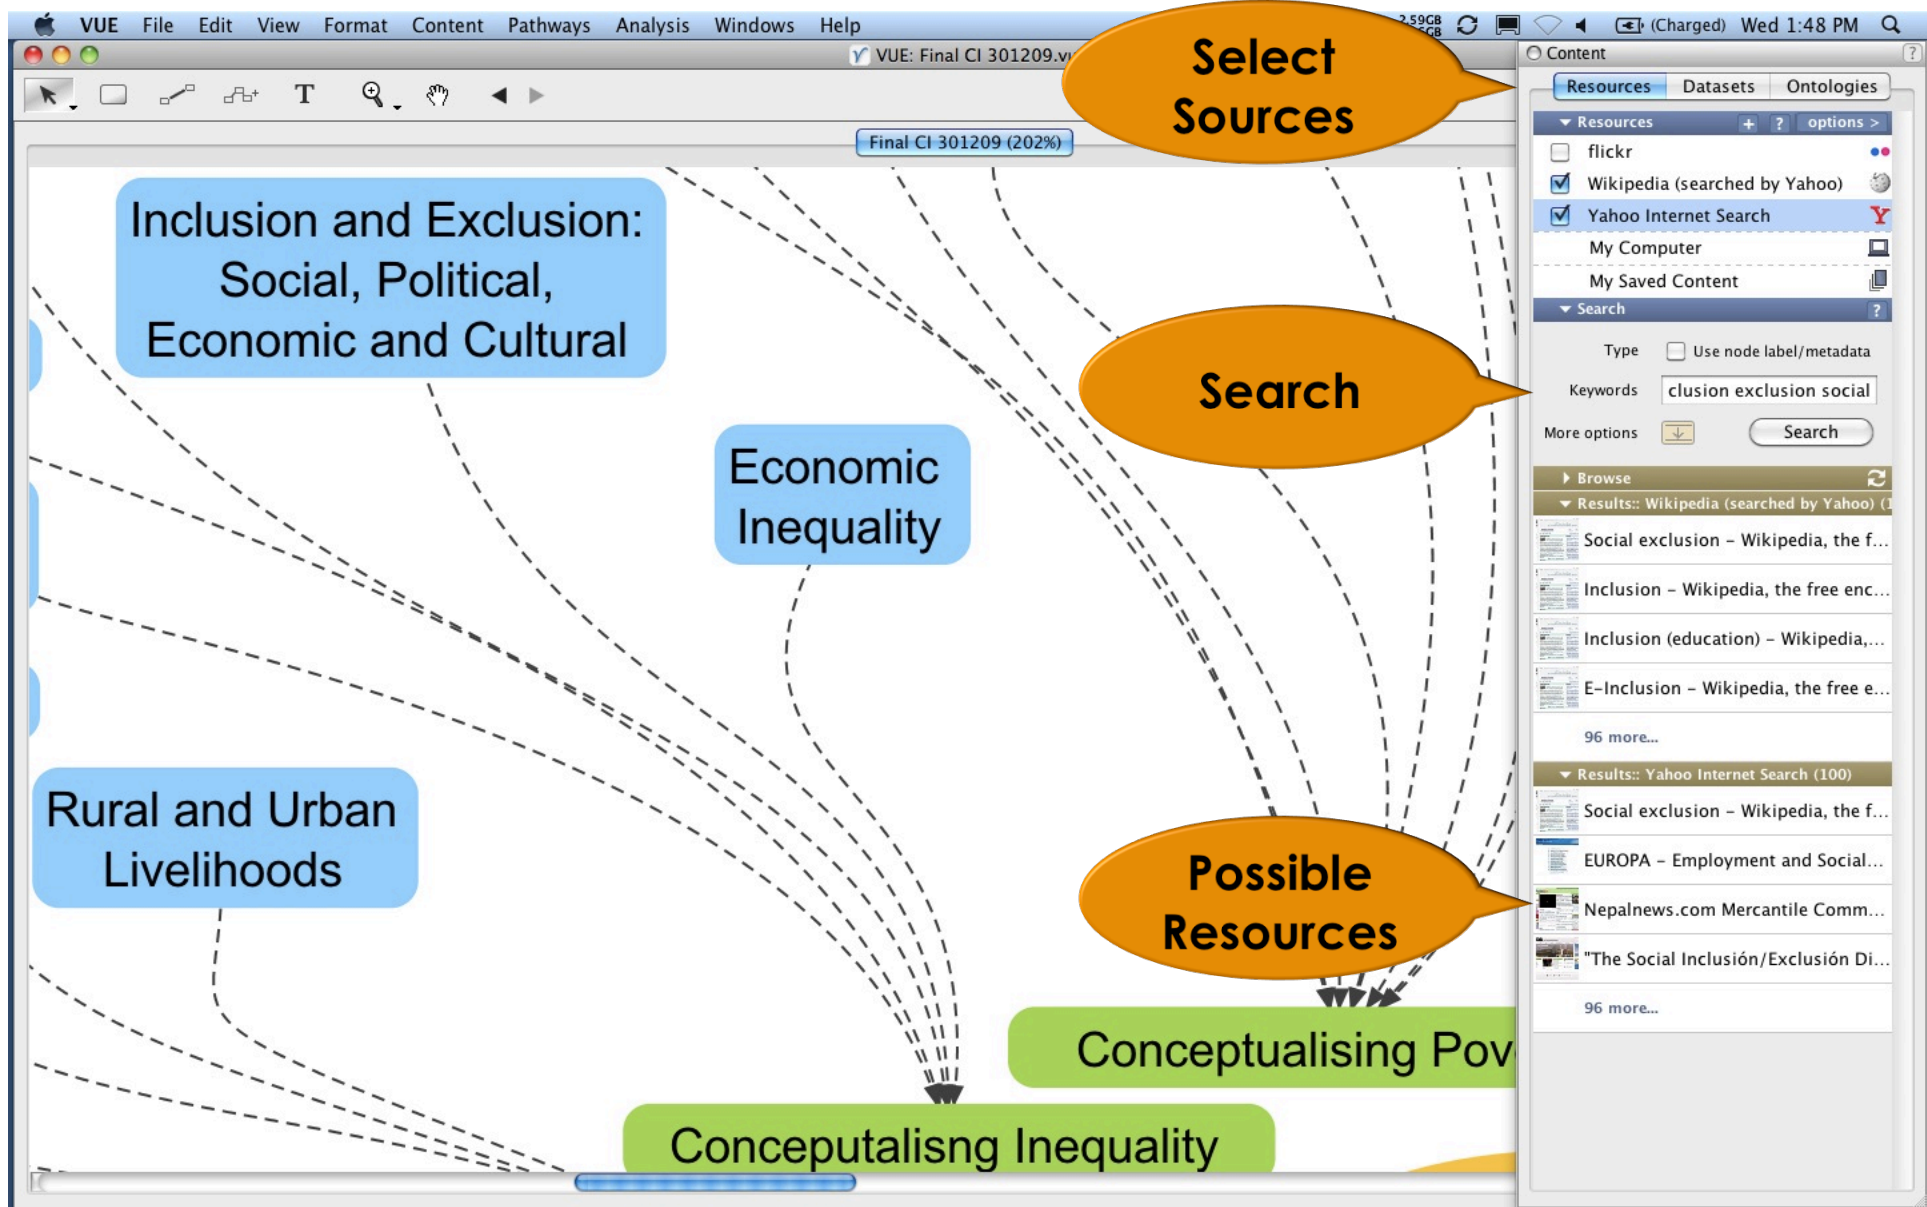 VUE File Edit View Format Content Pathways Analysis Windows Help
2.59GB
GB
(Charged) Wed 1:48 PM
VUE: Final CI 301209.vu
Content
?
T
Select
Sources
Resources Datasets Ontologies
Final CI 301209 (202%)
Resources + ? options >
flickr
Wikipedia (searched by Yahoo)
Yahoo Internet Search Y
My Computer
My Saved Content
Search ?
Type Use node label/metadata
Keywords clusion exclusion social
More options Search
Browse
Results:: Wikipedia (searched by Yahoo) (1
Social exclusion – Wikipedia, the f...
Inclusion – Wikipedia, the free enc...
Inclusion (education) – Wikipedia,...
E-Inclusion – Wikipedia, the free e...
96 more...
Results:: Yahoo Internet Search (100)
Social exclusion – Wikipedia, the f...
EUROPA – Employment and Social...
Nepalnews.com Mercantile Comm...
"The Social Inclusión/Exclusión Di...
96 more...
Inclusion and Exclusion:
Social, Political,
Economic and Cultural
Search
Economic
Inequality
Rural and Urban
Livelihoods
Possible
Resources
Conceptualising Pov
Conceputalisng Inequality